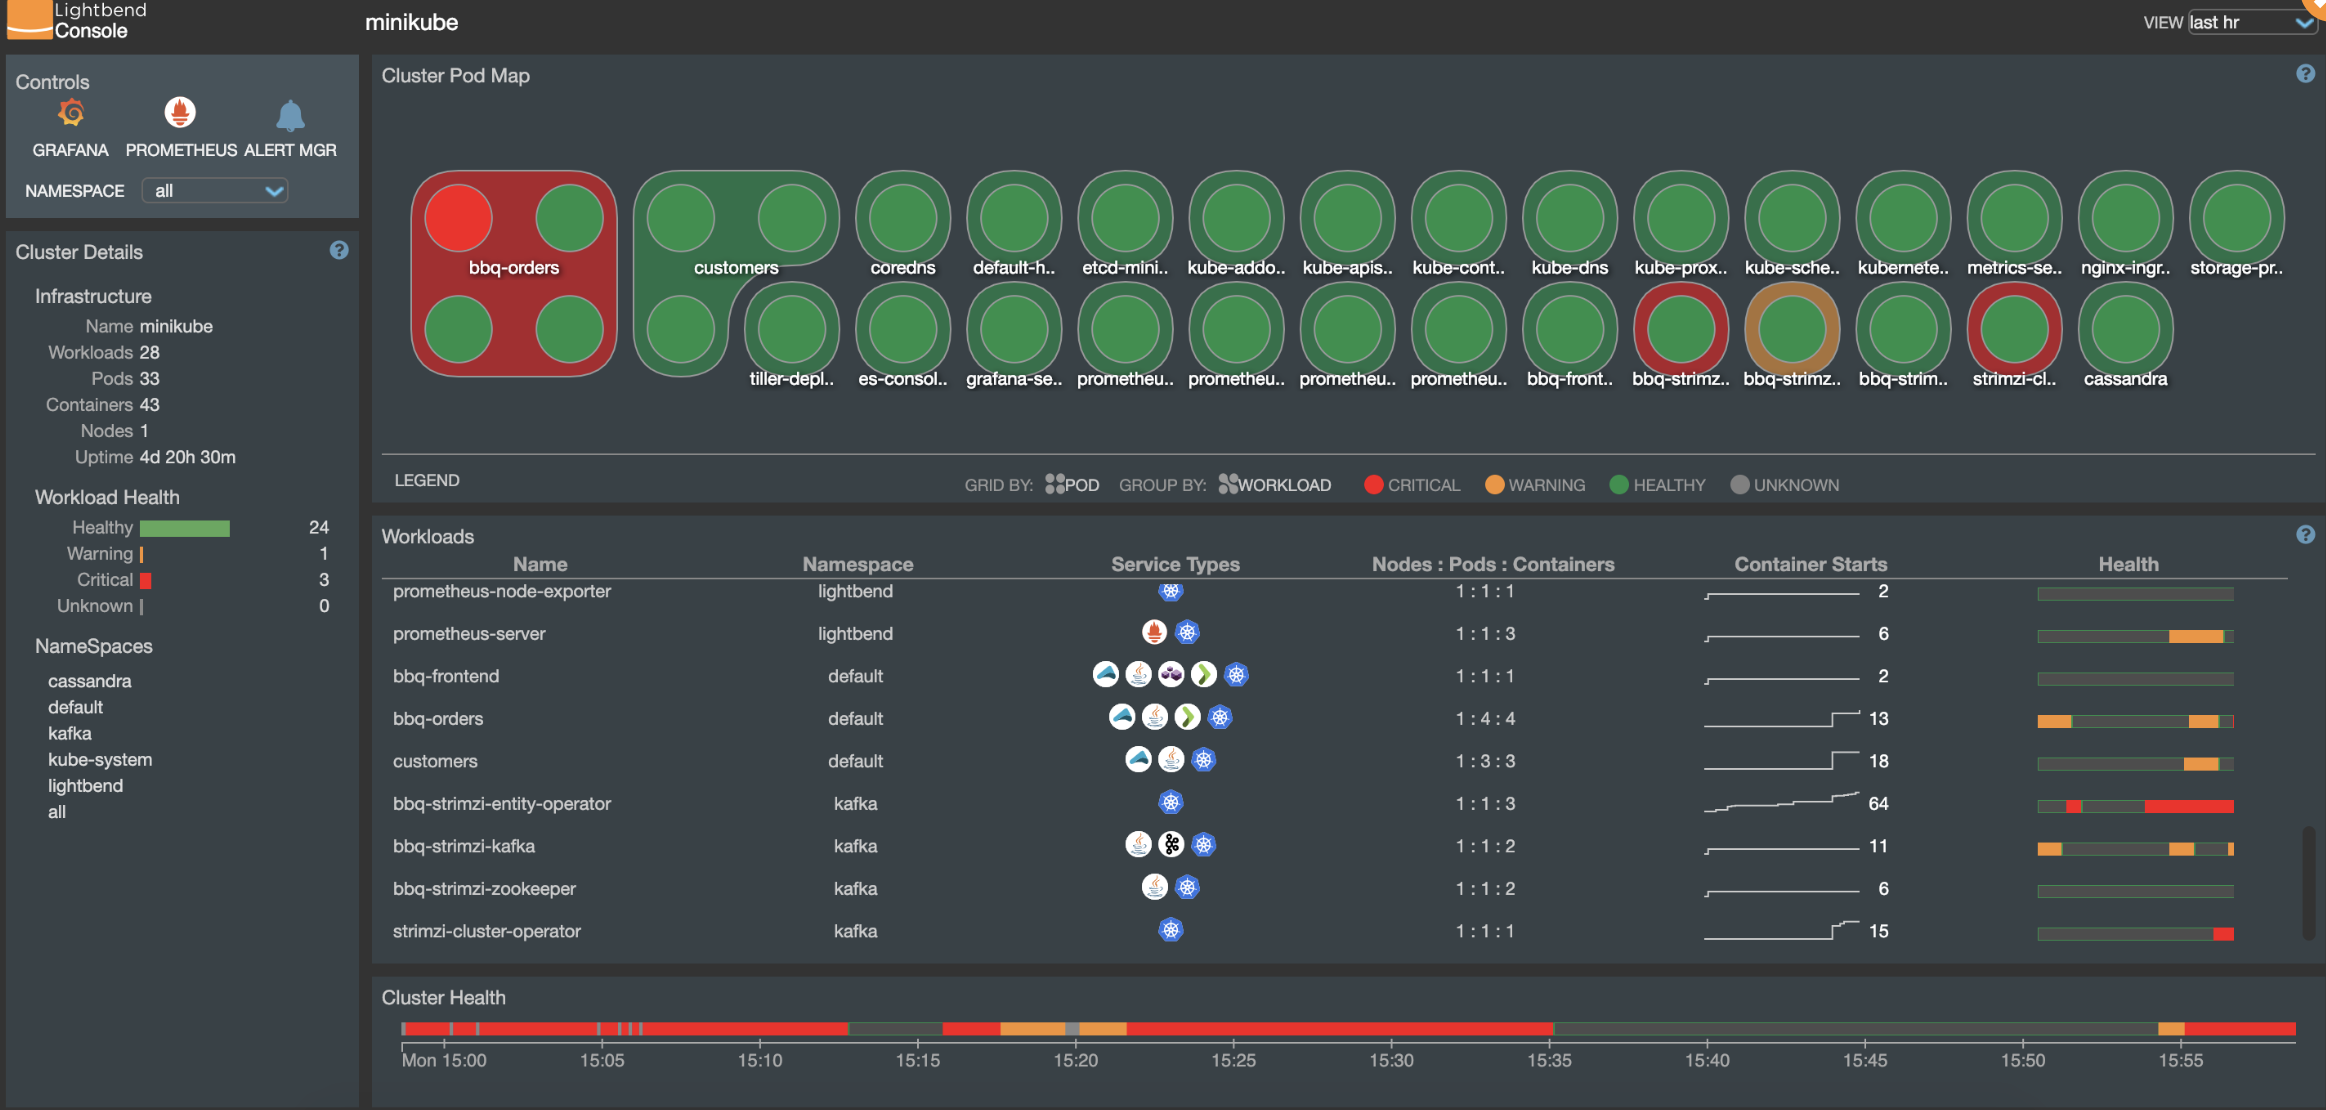 Lightbend
Console
minikube
VIEW last hr
Controls
GRAFANA PROMETHEUS ALERT MGR
NAMESPACE all
Cluster Details
Infrastructure
Name minikube
Workloads 28
Pods 33
Containers 43
Nodes 1
Uptime 4d 20h 30m
Workload Health
Healthy 24
Warning 1
Critical 3
Unknown 0
NameSpaces
cassandra
default
kafka
kube-system
lightbend
all
Cluster Pod Map
bbq-orders customers coredns default-h.. etcd-mini.. kube-addo.. kube-apis.. kube-cont.. kube-dns kube-prox.. kube-sche.. kubernete.. metrics-se.. nginx-ingr.. storage-pr..
tiller-depl.. es-consol.. grafana-se.. prometheu.. prometheu.. prometheu.. prometheu.. bbq-front.. bbq-strimz.. bbq-strimz.. bbq-strim.. strimzi-cl.. cassandra
LEGEND GRID BY: POD GROUP BY: WORKLOAD CRITICAL WARNING HEALTHY UNKNOWN
Workloads
Name Namespace Service Types Nodes : Pods : Containers Container Starts Health
prometheus-node-exporter lightbend 1 : 1 : 1 2
prometheus-server lightbend 1 : 1 : 3 6
bbq-frontend default 1 : 1 : 1 2
bbq-orders default 1 : 4 : 4 13
customers default 1 : 3 : 3 18
bbq-strimzi-entity-operator kafka 1 : 1 : 3 64
bbq-strimzi-kafka kafka 1 : 1 : 2 11
bbq-strimzi-zookeeper kafka 1 : 1 : 2 6
strimzi-cluster-operator kafka 1 : 1 : 1 15
Cluster Health
Mon 15:00 15:05 15:10 15:15 15:20 15:25 15:30 15:35 15:40 15:45 15:50 15:55